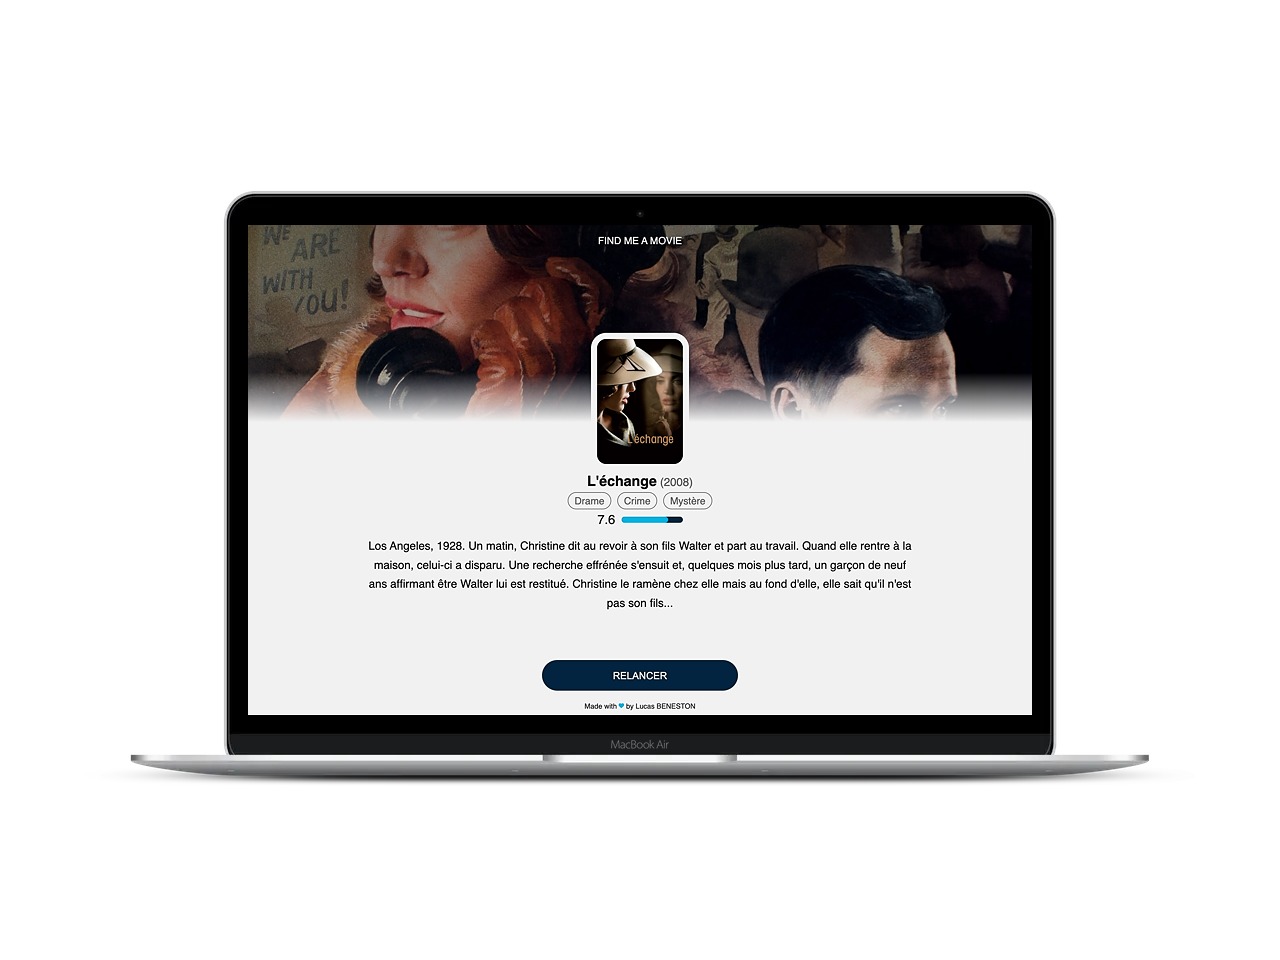 WE
ARE
WITH
YOU!
FIND ME A MOVIE
L'échange
L'échange (2008)
Drame Crime Mystère
7.6
Los Angeles, 1928. Un matin, Christine dit au revoir à son fils Walter et part au travail. Quand elle rentre à la
maison, celui-ci a disparu. Une recherche effrénée s'ensuit et, quelques mois plus tard, un garçon de neuf
ans affirmant être Walter lui est restitué. Christine le ramène chez elle mais au fond d'elle, elle sait qu'il n'est
pas son fils...
RELANCER
Made with by Lucas BENESTON
MacBook Air